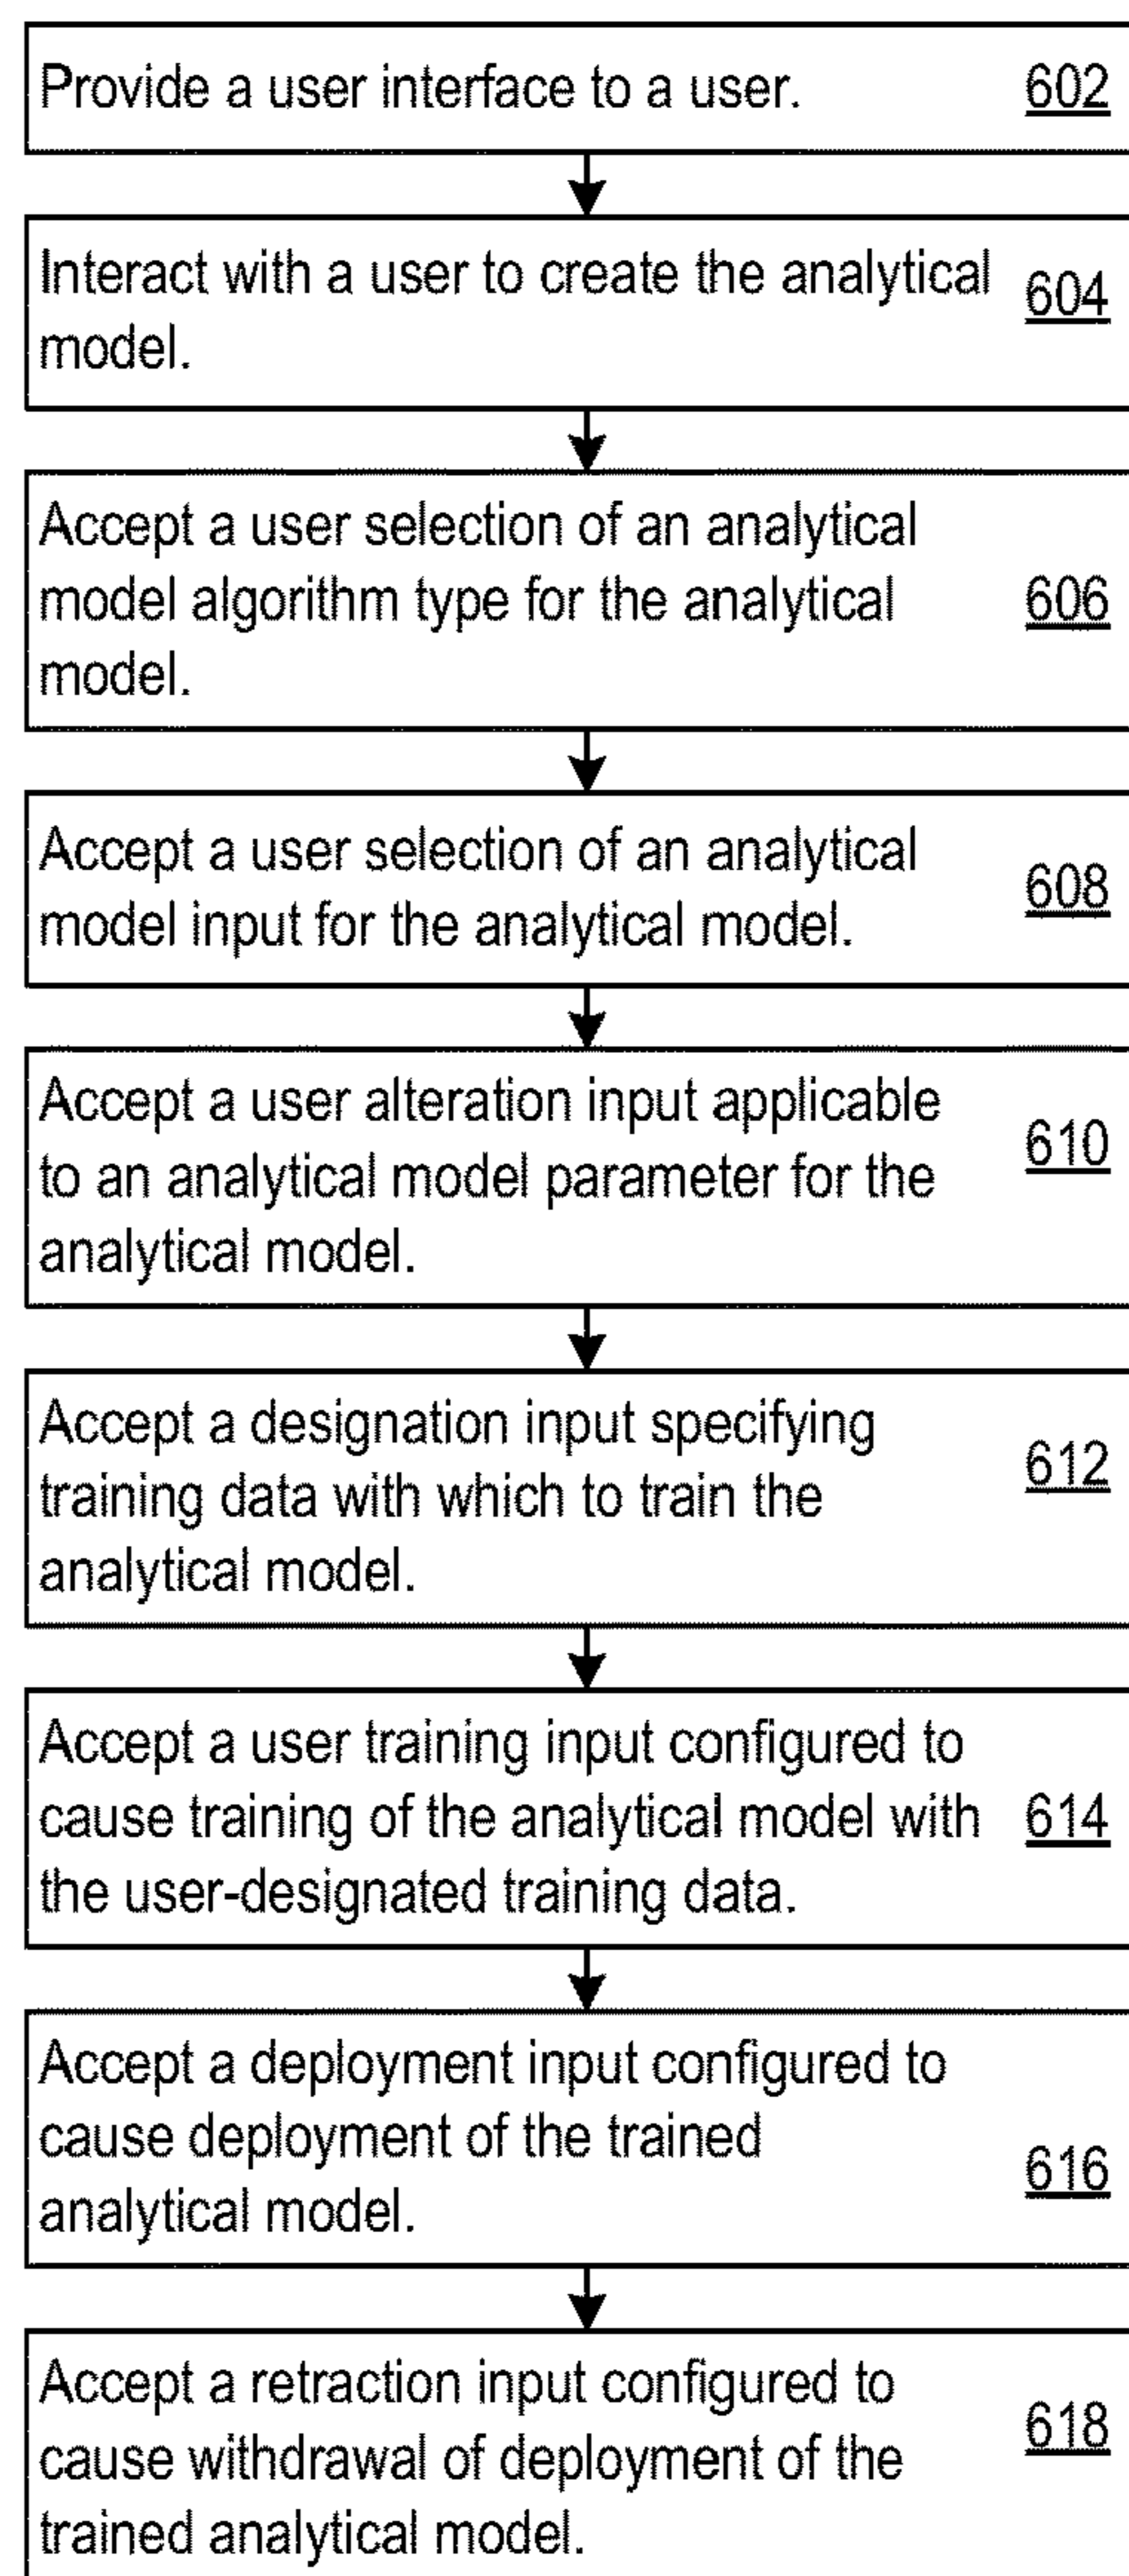 Provide a user interface to a user. 602
Interact with a user to create the analytical 604
model.
Accept a user selection of an analytical
model algorithm type for the analytical 606
model.
Accept a user selection of an analytical 608
model input for the analytical model.
Accept a user alteration input applicable 610
to an analytical model parameter for the
analytical model.
Accept a designation input specifying 612
training data with which to train the
analytical model.
Accept a user training input configured to
cause training of the analytical model with 614
the user-designated training data.
Accept a deployment input configured to
cause deployment of the trained 616
analytical model.
Accept a retraction input configured to 618
cause withdrawal of deployment of the
trained analytical model.